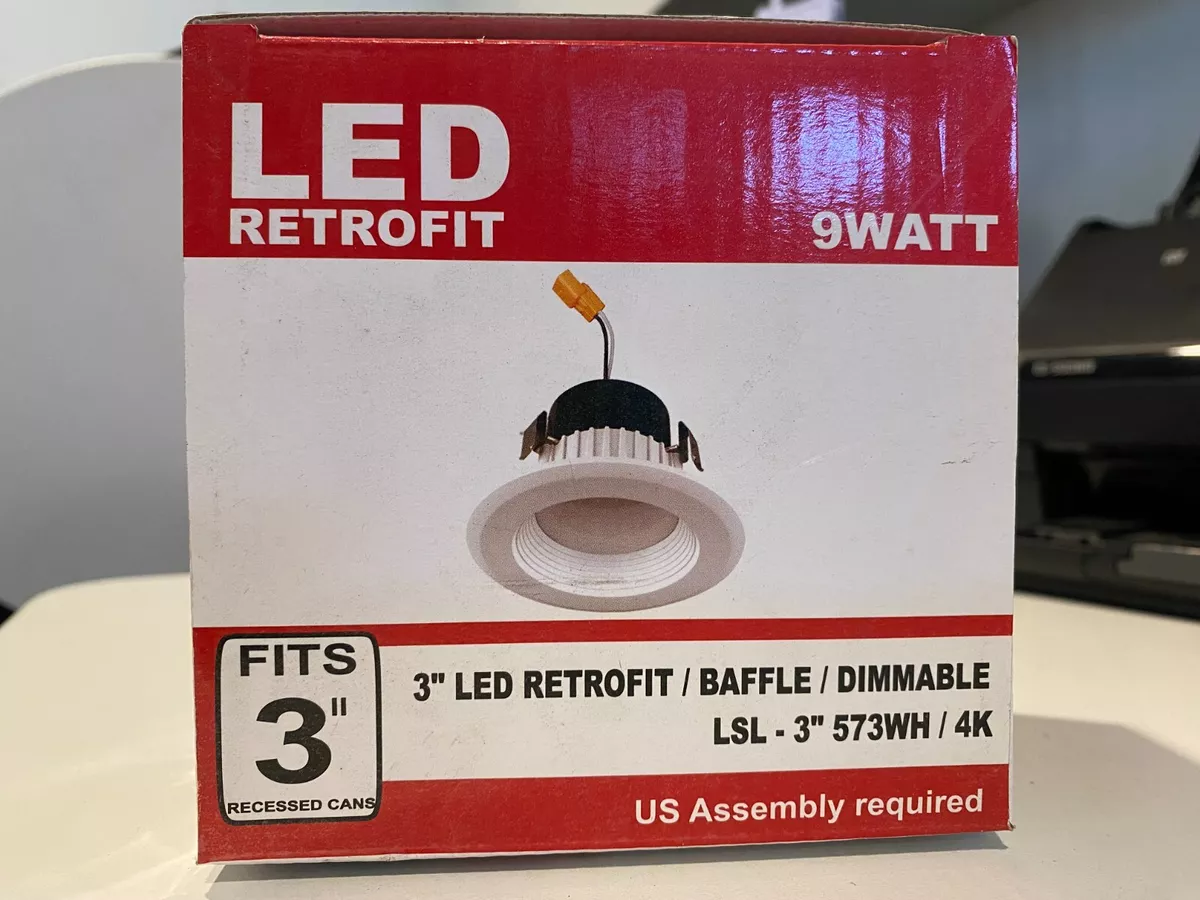 LED
RETROFIT
9WATT
FITS
3"
RECESSED CANS
3" LED RETROFIT / BAFFLE / DIMMABLE
LSL - 3" 573WH / 4K
US Assembly required